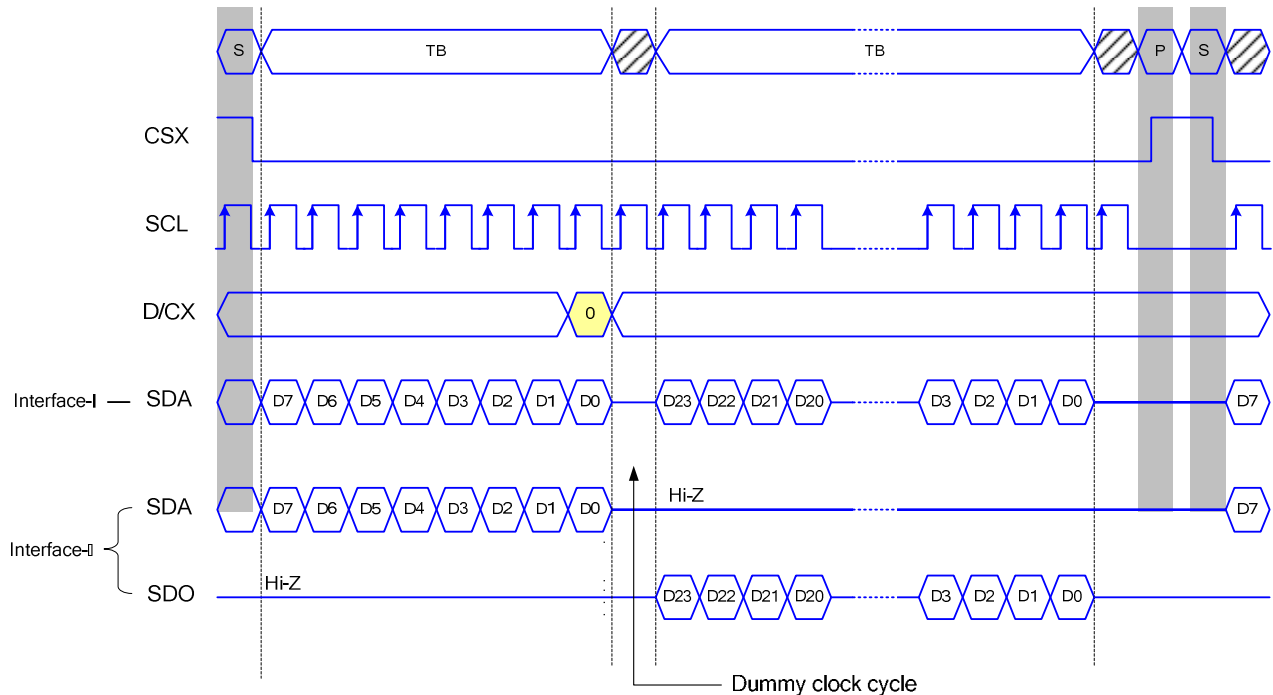 S TB TB P S
CSX
SCL
D/CX 0
Interface-I SDA D7 D6 D5 D4 D3 D2 D1 D0 D23 D22 D21 D20 D3 D2 D1 D0 D7
Hi-Z
SDA D7 D6 D5 D4 D3 D2 D1 D0 D7
Interface-▯
Hi-Z
SDO D23 D22 D21 D20 D3 D2 D1 D0
Dummy clock cycle